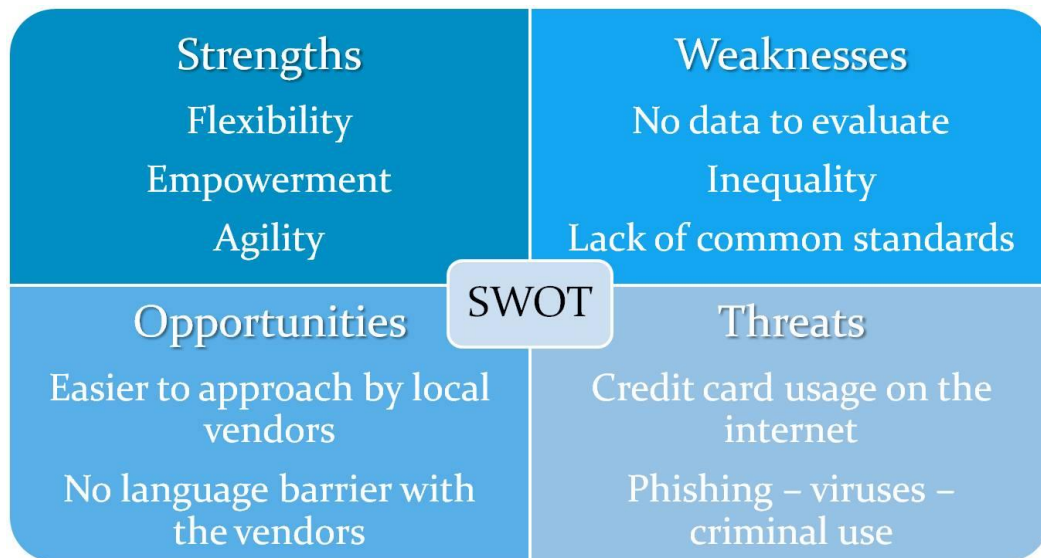 Strengths
Flexibility
Empowerment
Agility
Weaknesses
No data to evaluate
Inequality
Lack of common standards
SWOT
Opportunities
Easier to approach by local
vendors
No language barrier with
the vendors
Threats
Credit card usage on the
internet
Phishing – viruses –
criminal use